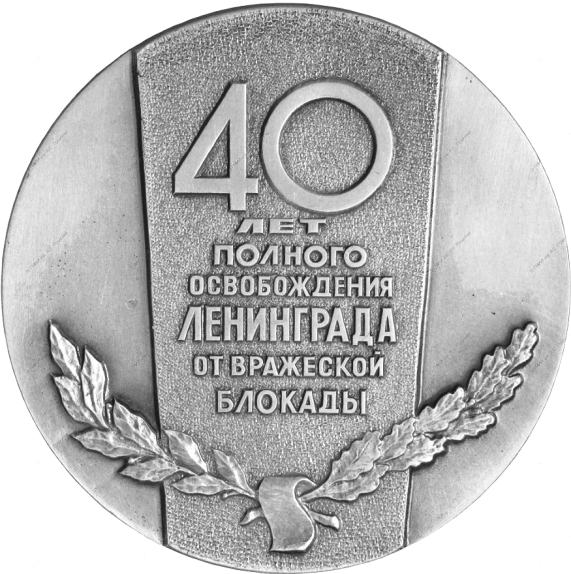 40
ЛЕТ
ПОЛНОГО
ОСВОБОЖДЕНИЯ
ЛЕНИНГРАДА
ОТ ВРАЖЕСКОЙ
БЛОКАДЫ